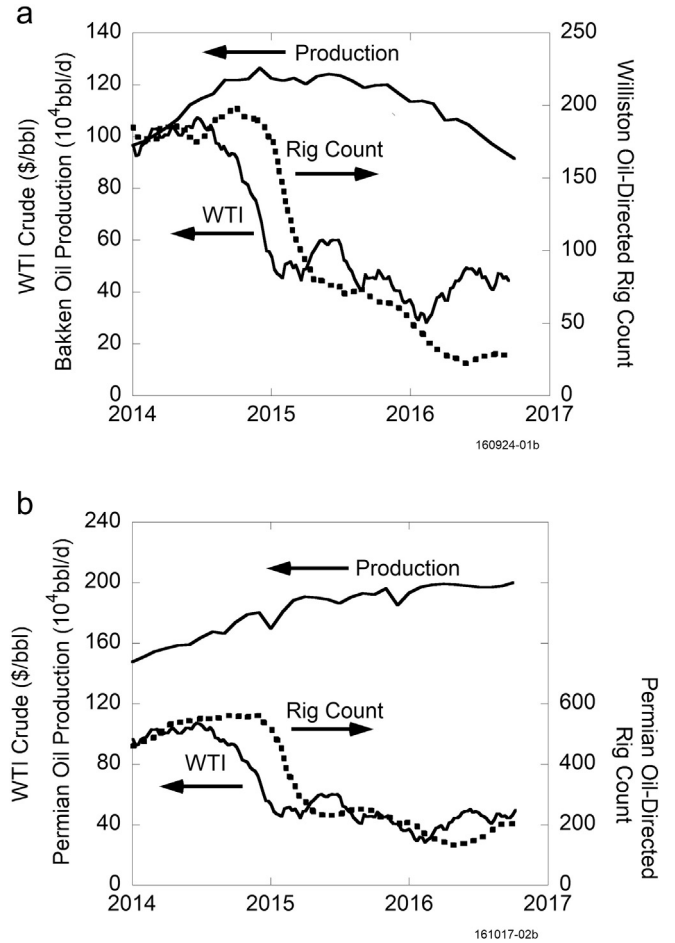 a
WTI Crude ($/bbl)
Bakken Oil Production (10⁴bbl/d)
140
120
100
80
60
40
20
0
Production
Rig Count
WTI
250
200
150
100
50
0
Williston Oil-Directed Rig
Count
2014
2015
2016
2017
160924-01b
b
WTI Crude ($/bbl)
Permian Oil Production (10⁴bbl/d)
240
200
160
120
80
40
0
Production
Rig Count
WTI
600
400
200
0
Permian Oil-Directed
Rig Count
2014
2015
2016
2017
161017-02b